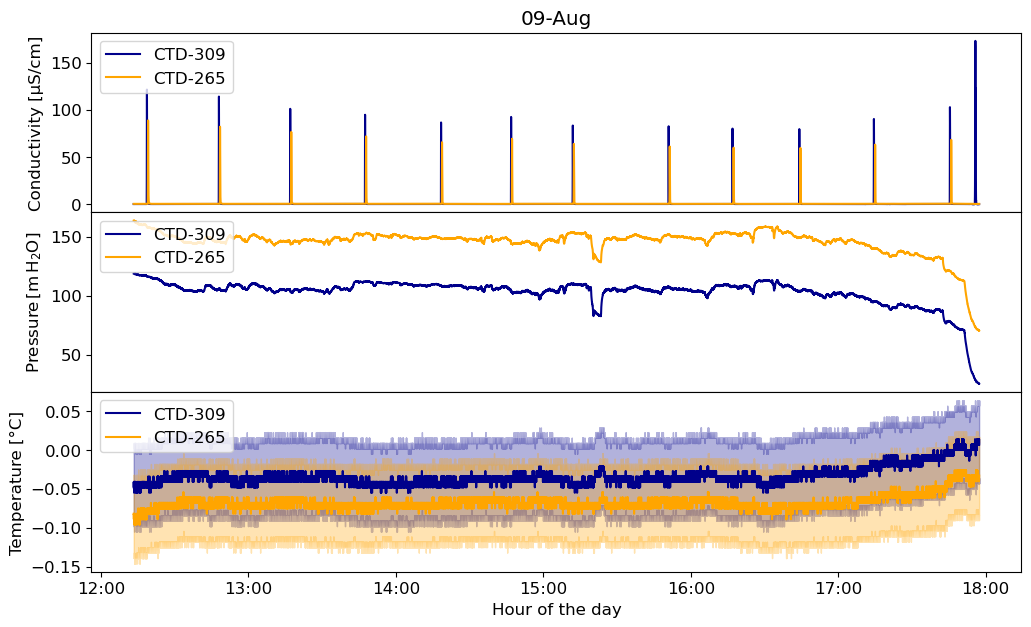 09-Aug
Conductivity [µS/cm]
150
100
50
0
CTD-309
CTD-265
Pressure [m H₂O]
150
100
50
CTD-309
CTD-265
Temperature [°C]
0.05
0.00
−0.05
−0.10
−0.15
CTD-309
CTD-265
12:00 13:00 14:00 15:00 16:00 17:00 18:00
Hour of the day